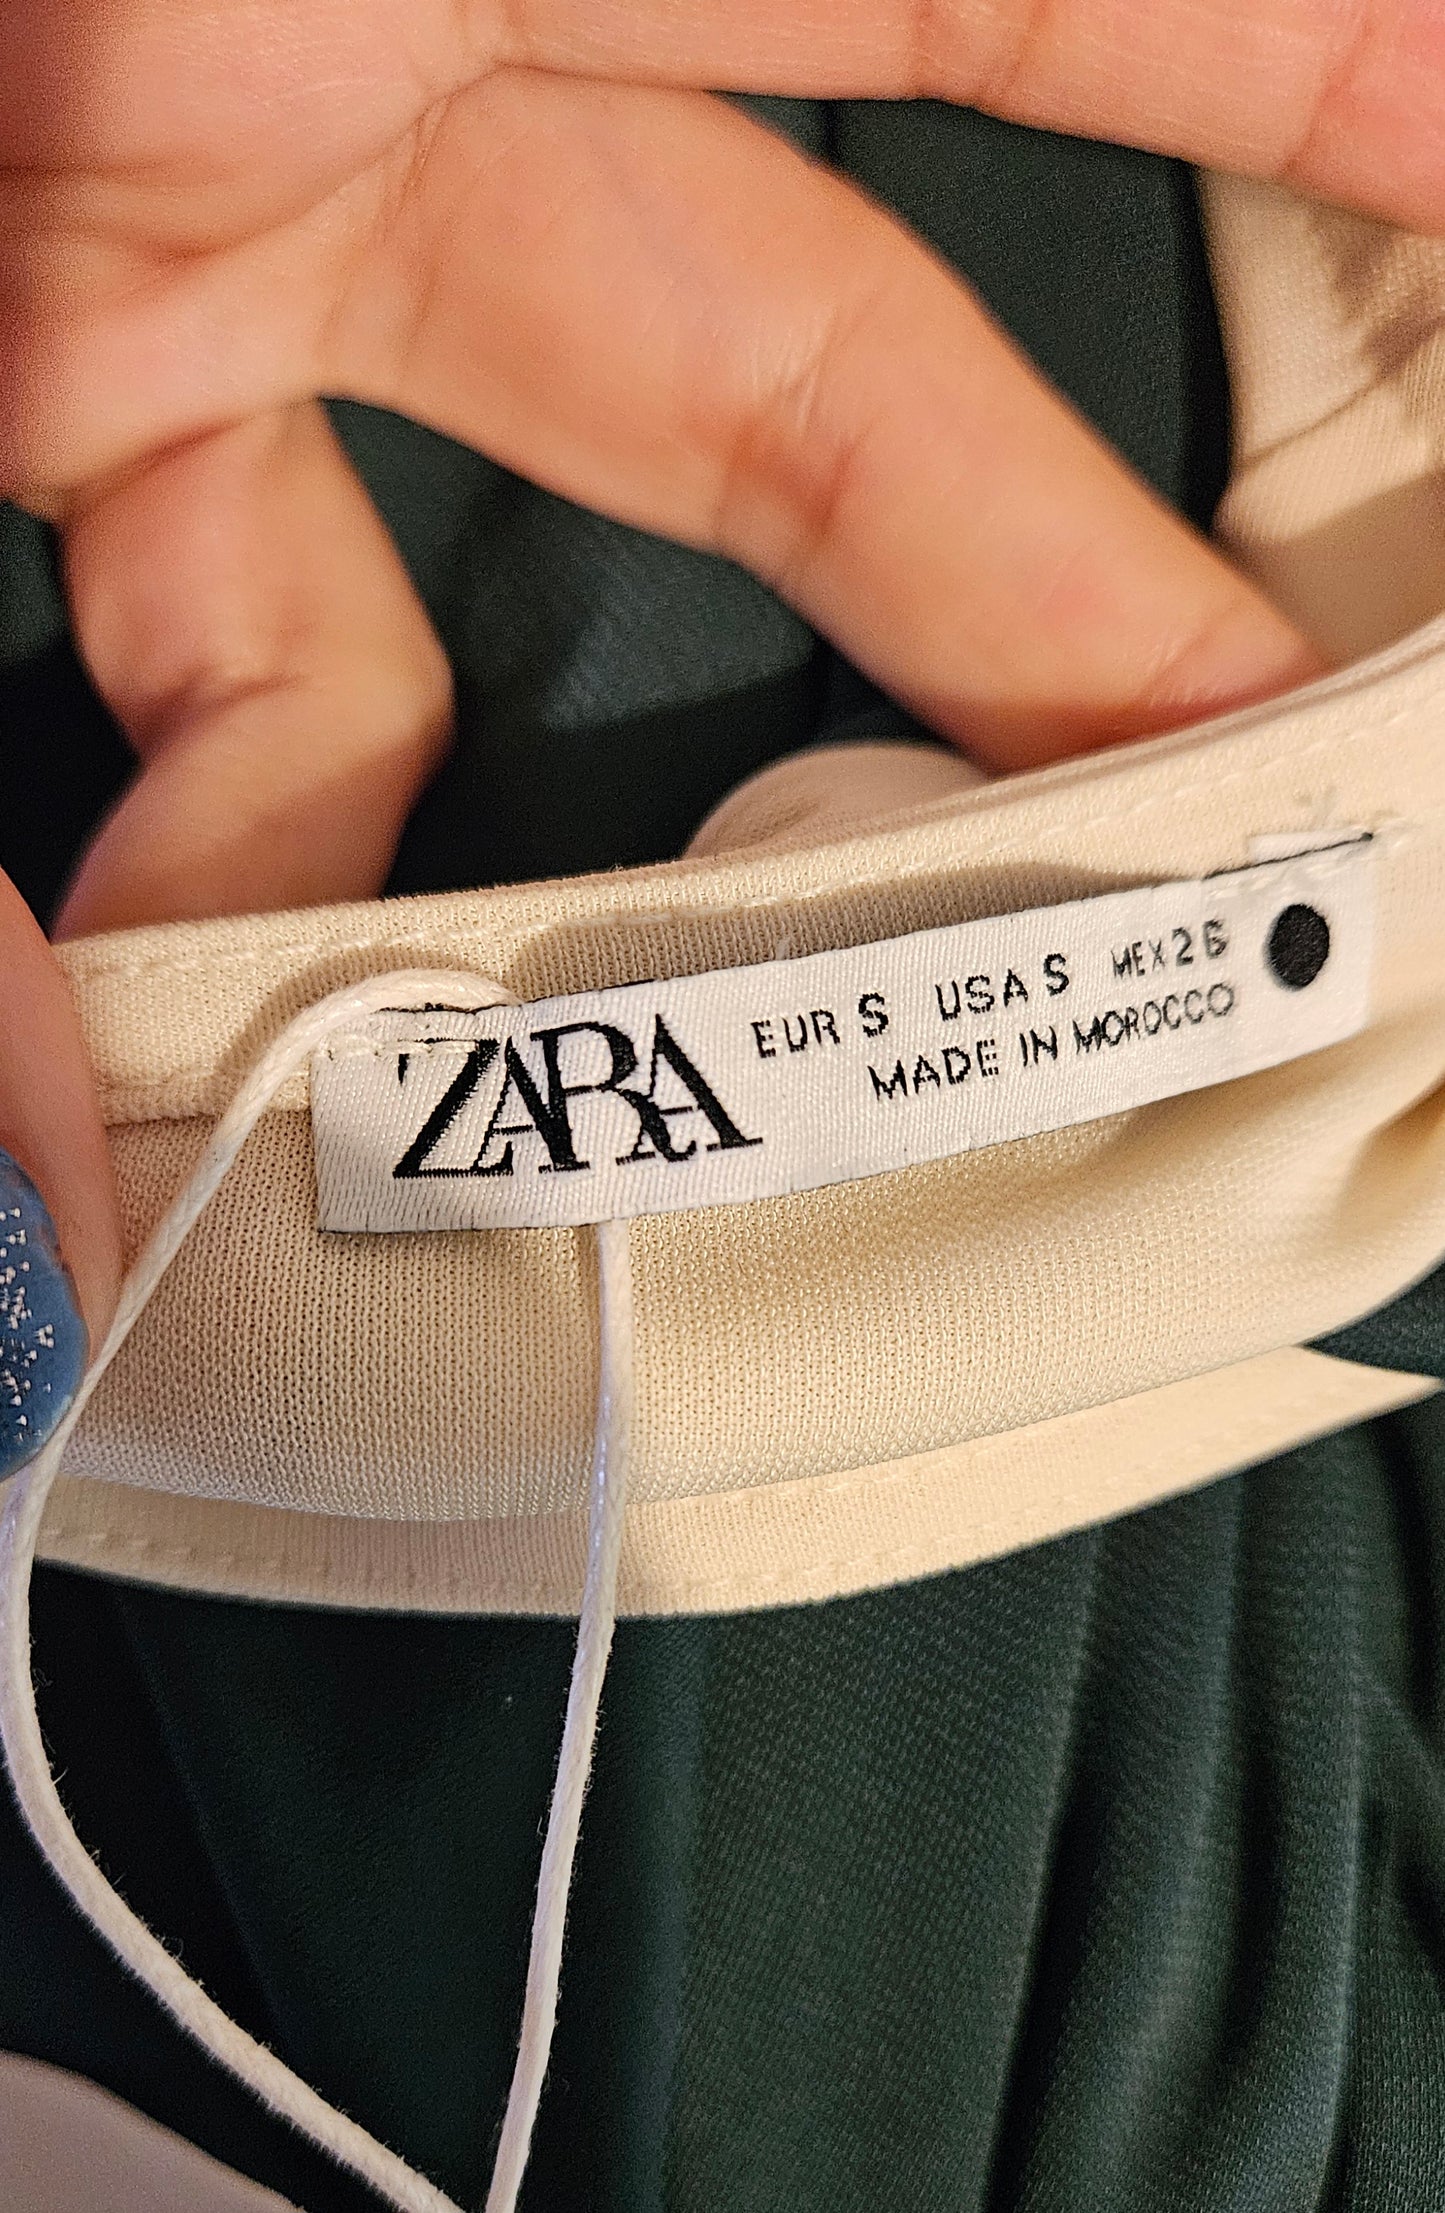 ZARA
EUR S USA S MEX 26
MADE IN MOROCCO